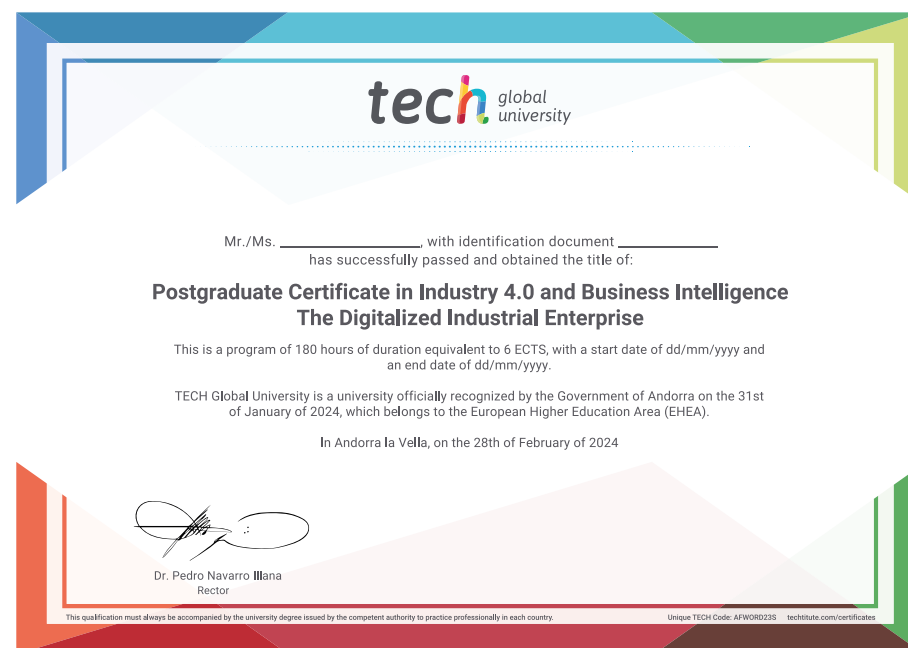 tech global
university
Mr./Ms. ____________________, with identification document ______________
has successfully passed and obtained the title of:
Postgraduate Certificate in Industry 4.0 and Business Intelligence
The Digitalized Industrial Enterprise
This is a program of 180 hours of duration equivalent to 6 ECTS, with a start date of dd/mm/yyyy and
an end date of dd/mm/yyyy.
TECH Global University is a university officially recognized by the Government of Andorra on the 31st
of January of 2024, which belongs to the European Higher Education Area (EHEA).
In Andorra la Vella, on the 28th of February of 2024
Dr. Pedro Navarro Illana
Rector
This qualification must always be accompanied by the university degree issued by the competent authority to practice professionally in each country. Unique TECH Code: AFWORD23S techtitute.com/certificates